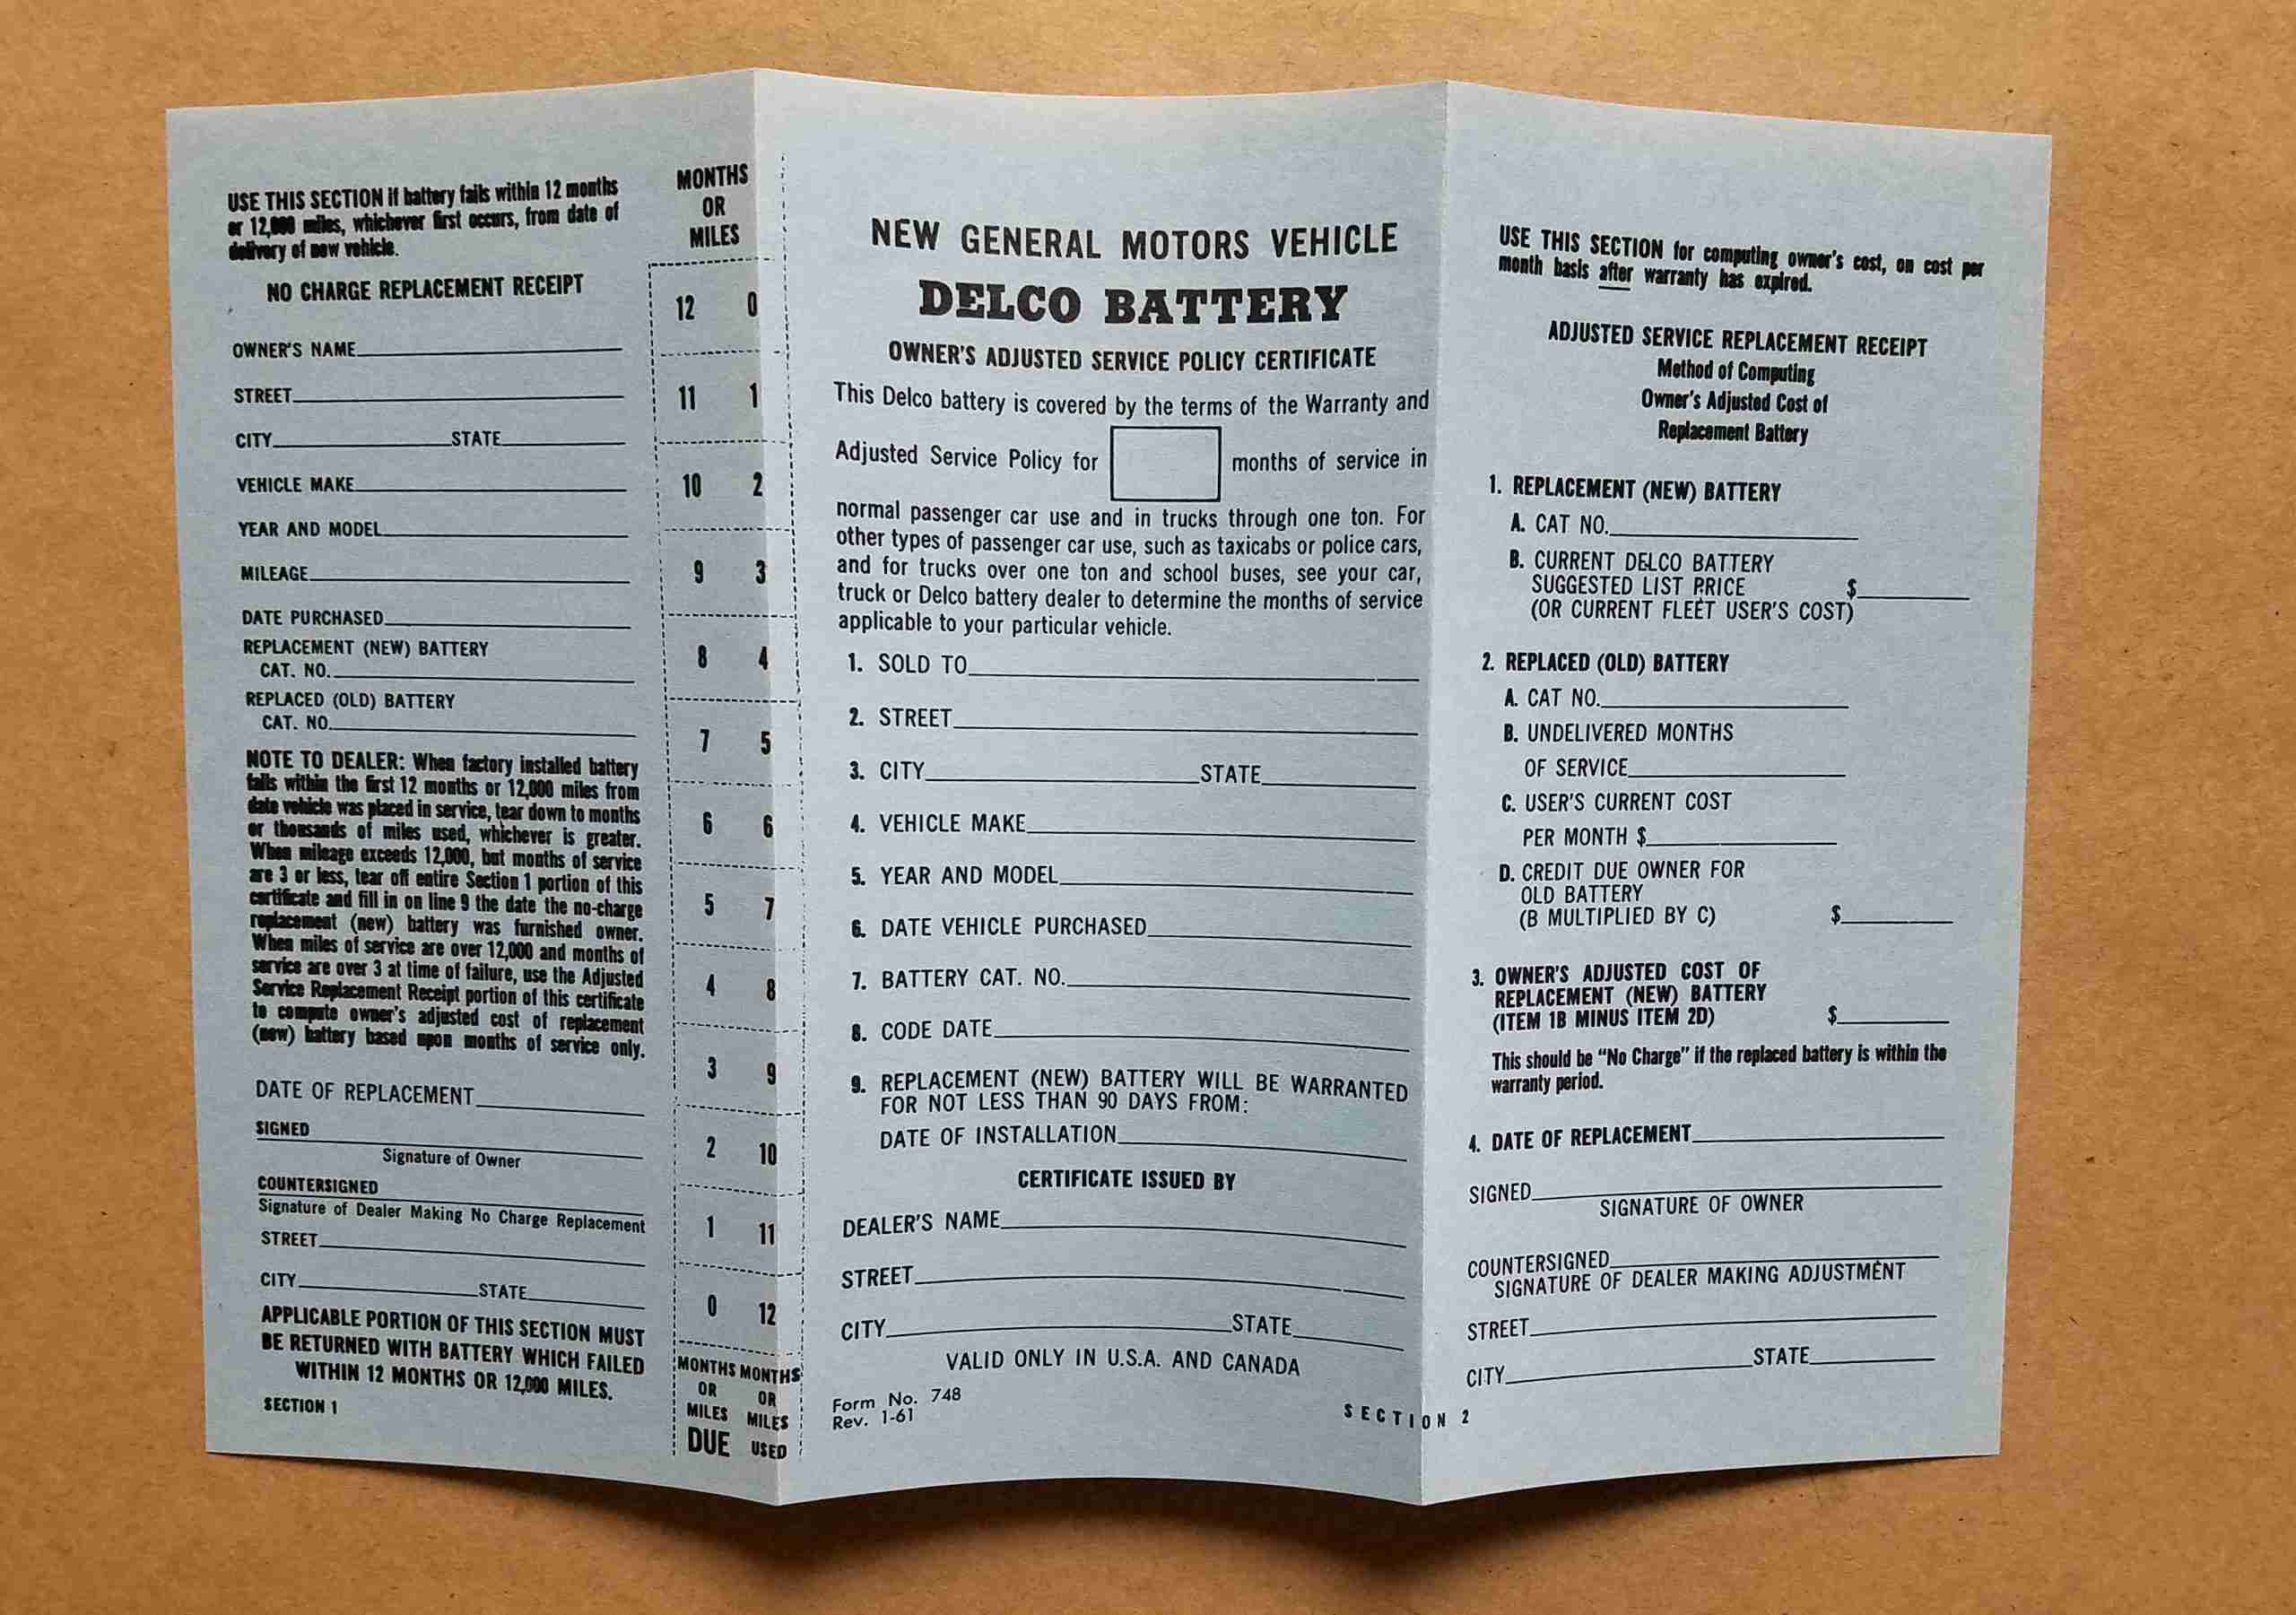 USE THIS SECTION if battery fails within 12 months
or 12,000 miles, whichever first occurs, from date of
delivery of new vehicle.
NO CHARGE REPLACEMENT RECEIPT
OWNER'S NAME
STREET
CITY STATE
VEHICLE MAKE
YEAR AND MODEL
MILEAGE
DATE PURCHASED
REPLACEMENT (NEW) BATTERY
CAT. NO.
REPLACED (OLD) BATTERY
CAT. NO.
NOTE TO DEALER: When factory installed battery
fails within the first 12 months or 12,000 miles from
date vehicle was placed in service, tear down to months
or thousands of miles used, whichever is greater.
When mileage exceeds 12,000, but months of service
are 3 or less, tear off entire Section 1 portion of this
certificate and fill in on line 9 the date the no-charge
replacement (new) battery was furnished owner.
When miles of service are over 12,000 and months of
service are over 3 at time of failure, use the Adjusted
Service Replacement Receipt portion of this certificate
to compute owner's adjusted cost of replacement
(new) battery based upon months of service only.
DATE OF REPLACEMENT
SIGNED
Signature of Owner
COUNTERSIGNED
Signature of Dealer Making No Charge Replacement
STREET
CITY STATE
APPLICABLE PORTION OF THIS SECTION MUST
BE RETURNED WITH BATTERY WHICH FAILED
WITHIN 12 MONTHS OR 12,000 MILES.
SECTION 1
MONTHS
OR
MILES
12 0
11 1
10 2
9 3
8 4
7 5
6 6
5 7
4 8
3 9
2 10
1 11
0 12
MONTHS MONTHS
OR OR
MILES MILES
DUE USED
NEW GENERAL MOTORS VEHICLE
DELCO BATTERY
OWNER'S ADJUSTED SERVICE POLICY CERTIFICATE
This Delco battery is covered by the terms of the Warranty and
Adjusted Service Policy for months of service in
normal passenger car use and in trucks through one ton. For
other types of passenger car use, such as taxicabs or police cars,
and for trucks over one ton and school buses, see your car,
truck or Delco battery dealer to determine the months of service
applicable to your particular vehicle.
1. SOLD TO
2. STREET
3. CITY STATE
4. VEHICLE MAKE
5. YEAR AND MODEL
6. DATE VEHICLE PURCHASED
7. BATTERY CAT. NO.
8. CODE DATE
9. REPLACEMENT (NEW) BATTERY WILL BE WARRANTED
FOR NOT LESS THAN 90 DAYS FROM:
DATE OF INSTALLATION
CERTIFICATE ISSUED BY
DEALER'S NAME
STREET
CITY STATE
VALID ONLY IN U.S.A. AND CANADA
Form No. 748
Rev. 1-61
SECTION 2
USE THIS SECTION for computing owner's cost, on cost per
month basis after warranty has expired.
ADJUSTED SERVICE REPLACEMENT RECEIPT
Method of Computing
Owner's Adjusted Cost of
Replacement Battery
1. REPLACEMENT (NEW) BATTERY
A. CAT NO.
B. CURRENT DELCO BATTERY
SUGGESTED LIST PRICE $
(OR CURRENT FLEET USER'S COST)
2. REPLACED (OLD) BATTERY
A. CAT NO.
B. UNDELIVERED MONTHS
OF SERVICE
C. USER'S CURRENT COST
PER MONTH $
D. CREDIT DUE OWNER FOR
OLD BATTERY
(B MULTIPLIED BY C) $
3. OWNER'S ADJUSTED COST OF
REPLACEMENT (NEW) BATTERY
(ITEM 1B MINUS ITEM 2D) $
This should be “No Charge” if the replaced battery is within the
warranty period.
4. DATE OF REPLACEMENT
SIGNED
SIGNATURE OF OWNER
COUNTERSIGNED
SIGNATURE OF DEALER MAKING ADJUSTMENT
STREET
CITY STATE